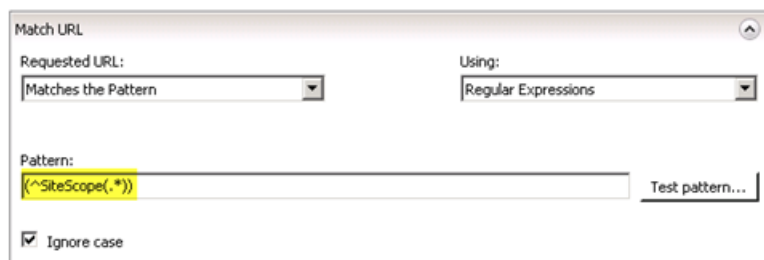 Match URL
Requested URL: Using:
Matches the Pattern Regular Expressions
Pattern:
(^SiteScope(.*)) Test pattern...
Ignore case